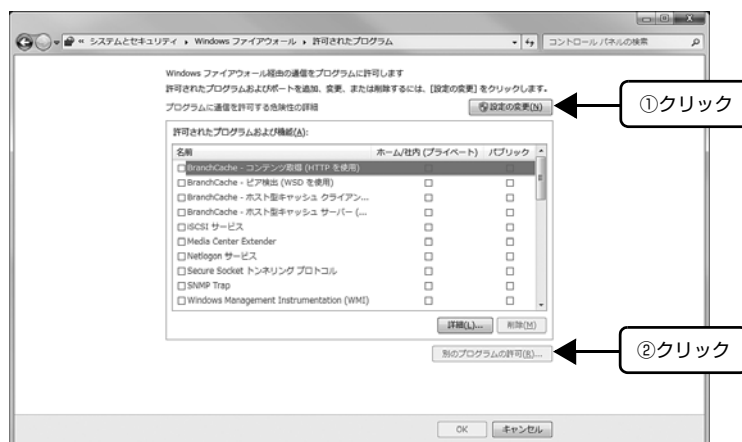 « システムとセキュリティ ▸ Windows ファイアウォール ▸ 許可されたプログラム
コントロール パネルの検索
Windows ファイアウォール経由の通信をプログラムに許可します
許可されたプログラムおよびポートを追加、変更、または削除するには、[設定の変更] をクリックします。
プログラムに通信を許可する危険性の詳細
設定の変更(N)
①クリック
許可されたプログラムおよび機能(A):
名前 ホーム/社内 (プライベート) パブリック
BranchCache - コンテンツ取得 (HTTP を使用)
BranchCache - ピア検出 (WSD を使用)
BranchCache - ホスト型キャッシュ クライアン...
BranchCache - ホスト型キャッシュ サーバー (...
iSCSI サービス
Media Center Extender
Netlogon サービス
Secure Socket トンネリング プロトコル
SNMP Trap
Windows Management Instrumentation (WMI)
詳細(L)... 削除(M)
別のプログラムの許可(R)...
②クリック
OK キャンセル